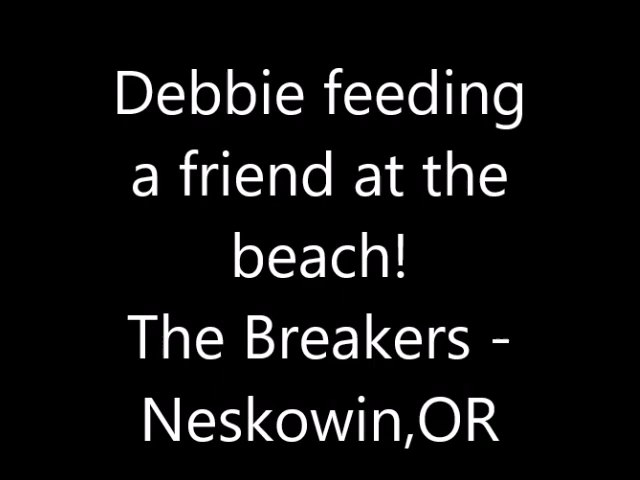 Debbie feeding
a friend at the
beach!
The Breakers -
Neskowin,OR